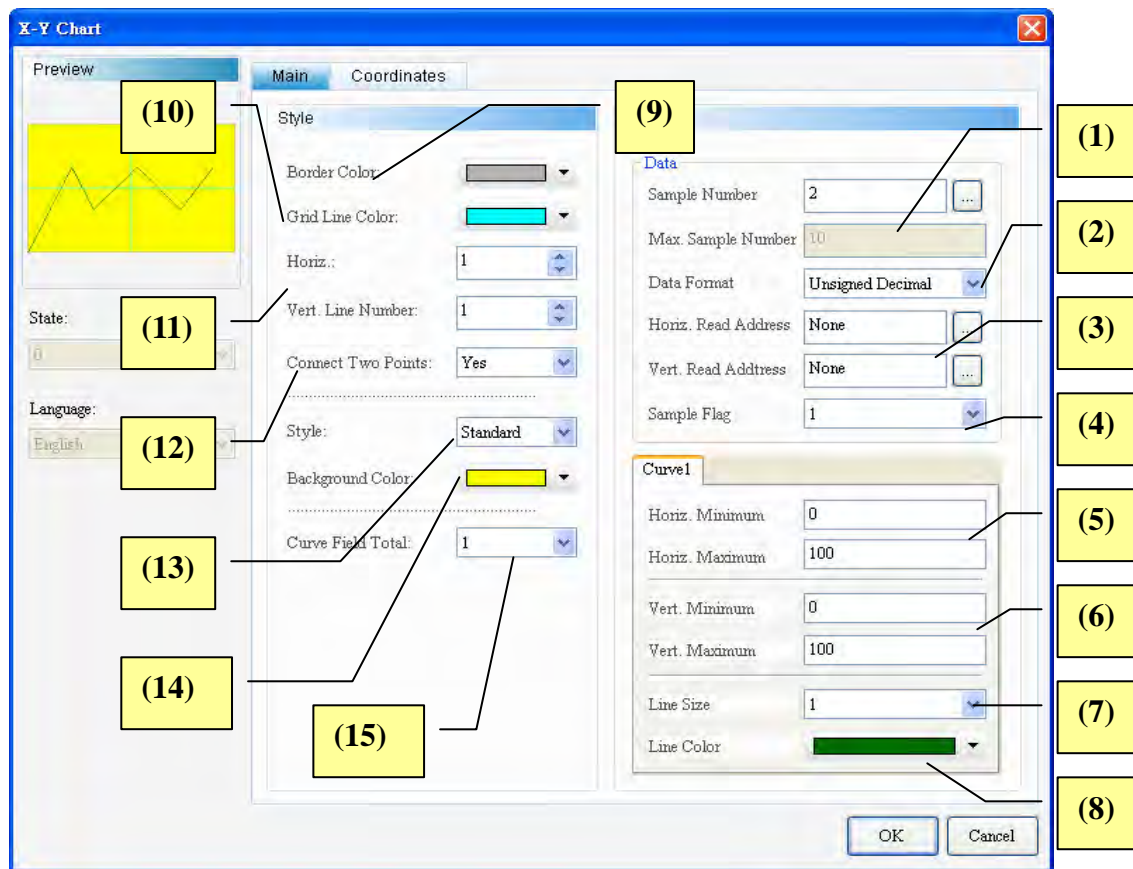 X-Y Chart
Preview
Main
Coordinates
(10)
Style
(9)
(1)
Border Color:
Data
Sample Number
2
...
Grid Line Color:
Max. Sample Number
10
(2)
Horiz.:
1
Data Format
Unsigned Decimal
Vert. Line Number:
1
Horiz. Read Address
None
...
(3)
State:
0
(11)
Connect Two Points:
Yes
Vert. Read Addtress
None
...
Language:
English
(12)
Sample Flag
1
(4)
Style:
Standard
Background Color:
Curve1
Horiz. Minimum
0
(5)
Curve Field Total:
1
Horiz. Maximum
100
(13)
Vert. Minimum
0
(6)
Vert. Maximum
100
(14)
Line Size
1
(7)
(15)
Line Color
(8)
OK
Cancel